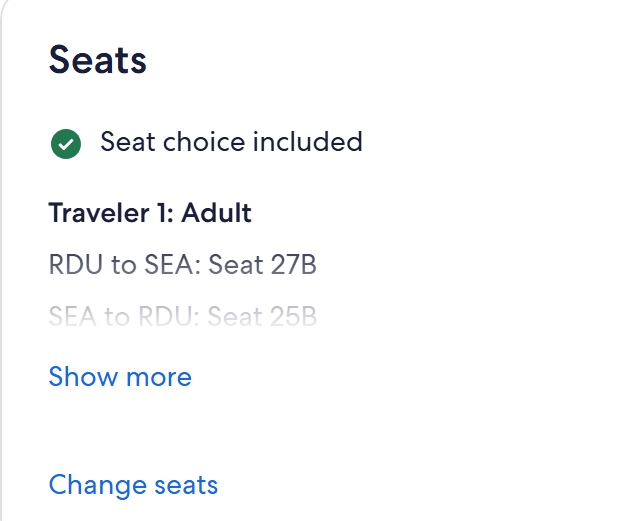 Seats
Seat choice included
Traveler 1: Adult
RDU to SEA: Seat 27B
SEA to RDU: Seat 25B
Show more
Change seats